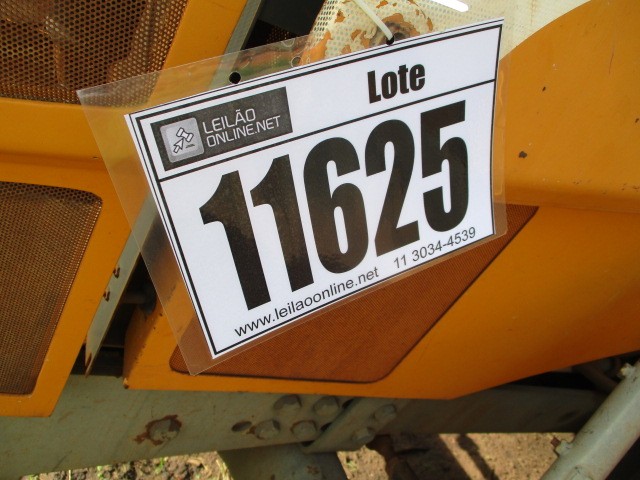 LEILÃO
ONLINE.NET
Lote
11625
www.leilaoonline.net 11 3034-4539